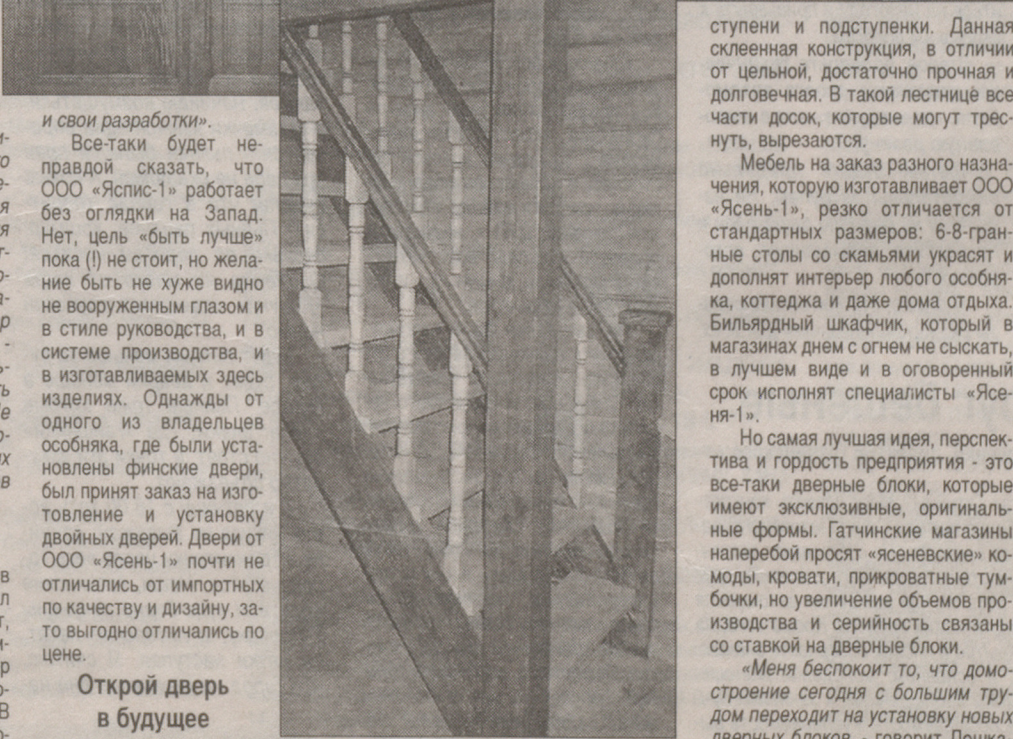 и свои разработки».
Все-таки будет не-
правдой сказать, что
ООО «Яспис-1» работает
без оглядки на Запад.
Нет, цель «быть лучше»
пока (!) не стоит, но жела-
ние быть не хуже видно
не вооруженным глазом и
в стиле руководства, и в
системе производства, и
в изготавливаемых здесь
изделиях. Однажды от
одного из владельцев
особняка, где были уста-
новлены финские двери,
был принят заказ на изго-
товление и установку
двойных дверей. Двери от
ООО «Ясень-1» почти не
отличались от импортных
по качеству и дизайну, за-
то выгодно отличались по
цене.
Открой дверь
в будущее
ступени и подступенки. Данная
склеенная конструкция, в отличии
от цельной, достаточно прочная и
долговечная. В такой лестнице все
части досок, которые могут трес-
нуть, вырезаются.
Мебель на заказ разного назна-
чения, которую изготавливает ООО
«Ясень-1», резко отличается от
стандартных размеров: 6-8-гран-
ные столы со скамьями украсят и
дополнят интерьер любого особня-
ка, коттеджа и даже дома отдыха.
Бильярдный шкафчик, который в
магазинах днем с огнем не сыскать,
в лучшем виде и в оговоренный
срок исполнят специалисты «Ясе-
ня-1».
Но самая лучшая идея, перспек-
тива и гордость предприятия - это
все-таки дверные блоки, которые
имеют эксклюзивные, оригиналь-
ные формы. Гатчинские магазины
наперебой просят «ясеневские» ко-
моды, кровати, прикроватные тум-
бочки, но увеличение объемов про-
изводства и серийность связаны
со ставкой на дверные блоки.
«Меня беспокоит то, что домо-
строение сегодня с большим тру-
дом переходит на установку новых
дверных блоков, - говорит